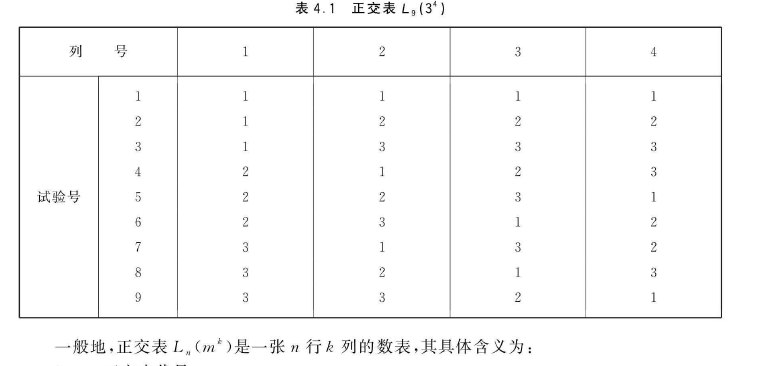 表 4.1 正交表 L₉(3⁴)
列 号 1 2 3 4
1 1 1 1 1
2 1 2 2 2
3 1 3 3 3
4 2 1 2 3
试验号 5 2 2 3 1
6 2 3 1 2
7 3 1 3 2
8 3 2 1 3
9 3 3 2 1
一般地,正交表 Lₙ(mᵏ)是一张 n 行 k 列的数表,其具体含义为: